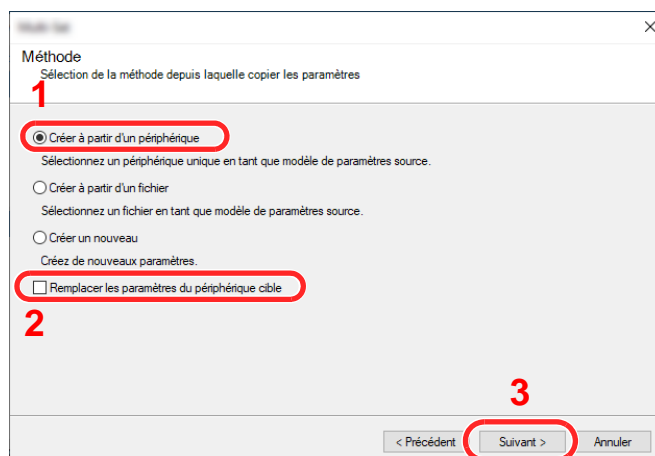 Méthode
Sélection de la méthode depuis laquelle copier les paramètres
1
Créer à partir d'un périphérique
Sélectionnez un périphérique unique en tant que modèle de paramètres source.
Créer à partir d'un fichier
Sélectionnez un fichier en tant que modèle de paramètres source.
Créer un nouveau
Créez de nouveaux paramètres.
Remplacer les paramètres du périphérique cible
2
3
< Précédent Suivant > Annuler